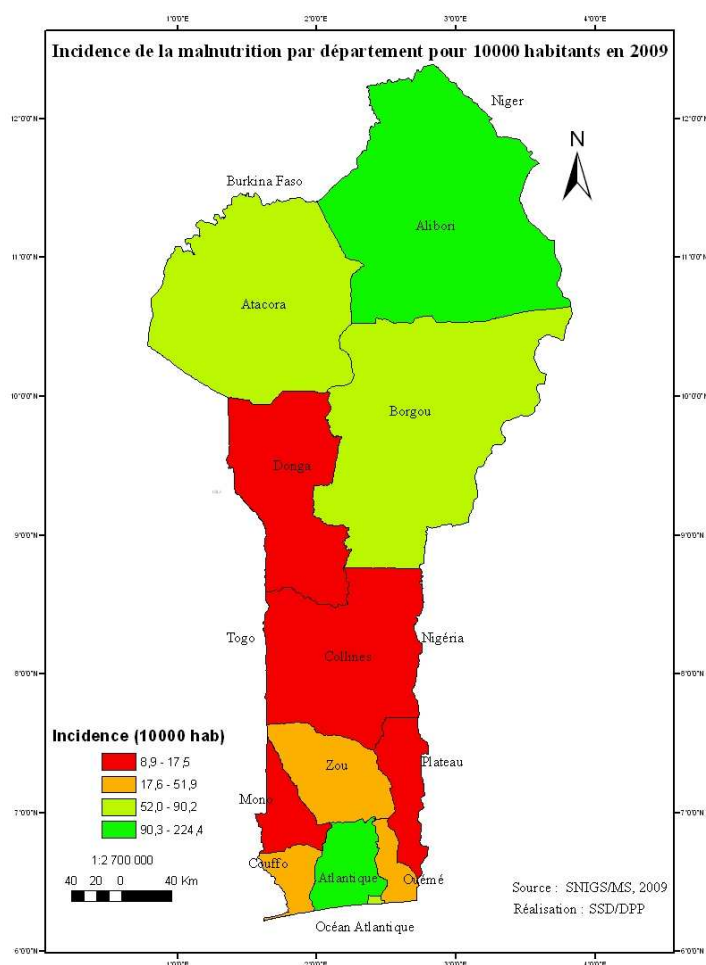 Incidence de la malnutrition par département pour 10000 habitants en 2009
1°0'0"E
2°0'0"E
3°0'0"E
4°0'0"E
12°0'0"N
12°0'0"N
Niger
N
Burkina Faso
Alibori
11°0'0"N
11°0'0"N
Atacora
10°0'0"N
10°0'0"N
Borgou
Donga
9°0'0"N
9°0'0"N
Togo
Nigéria
Collines
8°0'0"N
8°0'0"N
Incidence (10000 hab)
8,9 - 17,5
17,6 - 51,9
52,0 - 90,2
90,3 - 224,4
Zou
Plateau
Mono
7°0'0"N
7°0'0"N
Couffo
Atlantique
Ouémé
1:2 700 000
40 20 0 40 Km
Source : SNIGS/MS, 2009
Réalisation : SSD/DPP
Océan Atlantique
6°0'0"N
6°0'0"N
1°0'0"E
2°0'0"E
3°0'0"E
4°0'0"E